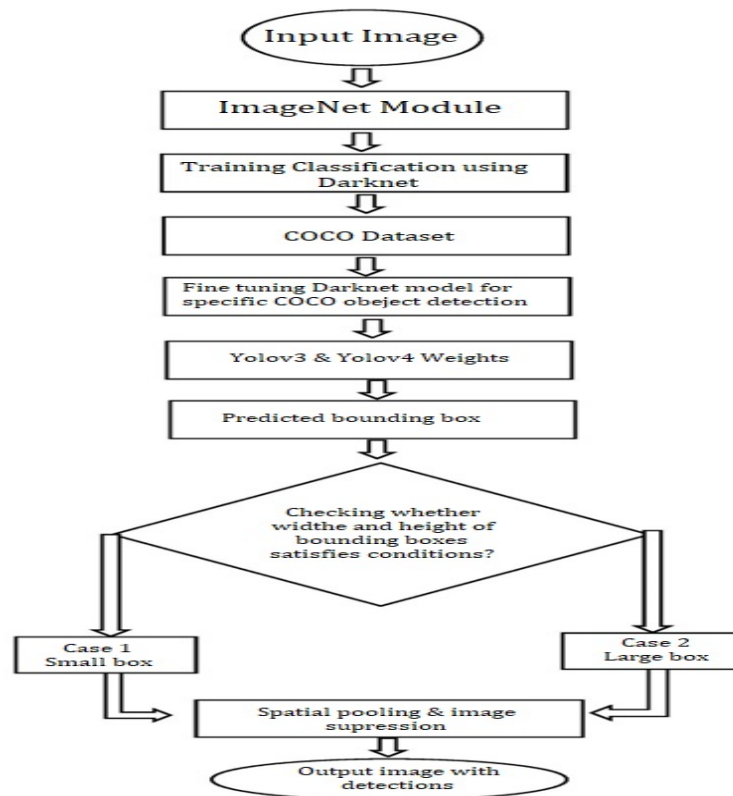 Input Image
ImageNet Module
Training Classification using
Darknet
COCO Dataset
Fine tuning Darknet model for
specific COCO obeject detection
Yolov3 & Yolov4 Weights
Predicted bounding box
Checking whether
widthe and height of
bounding boxes
satisfies conditions?
Case 1
Small box
Case 2
Large box
Spatial pooling & image
supression
Output image with
detections